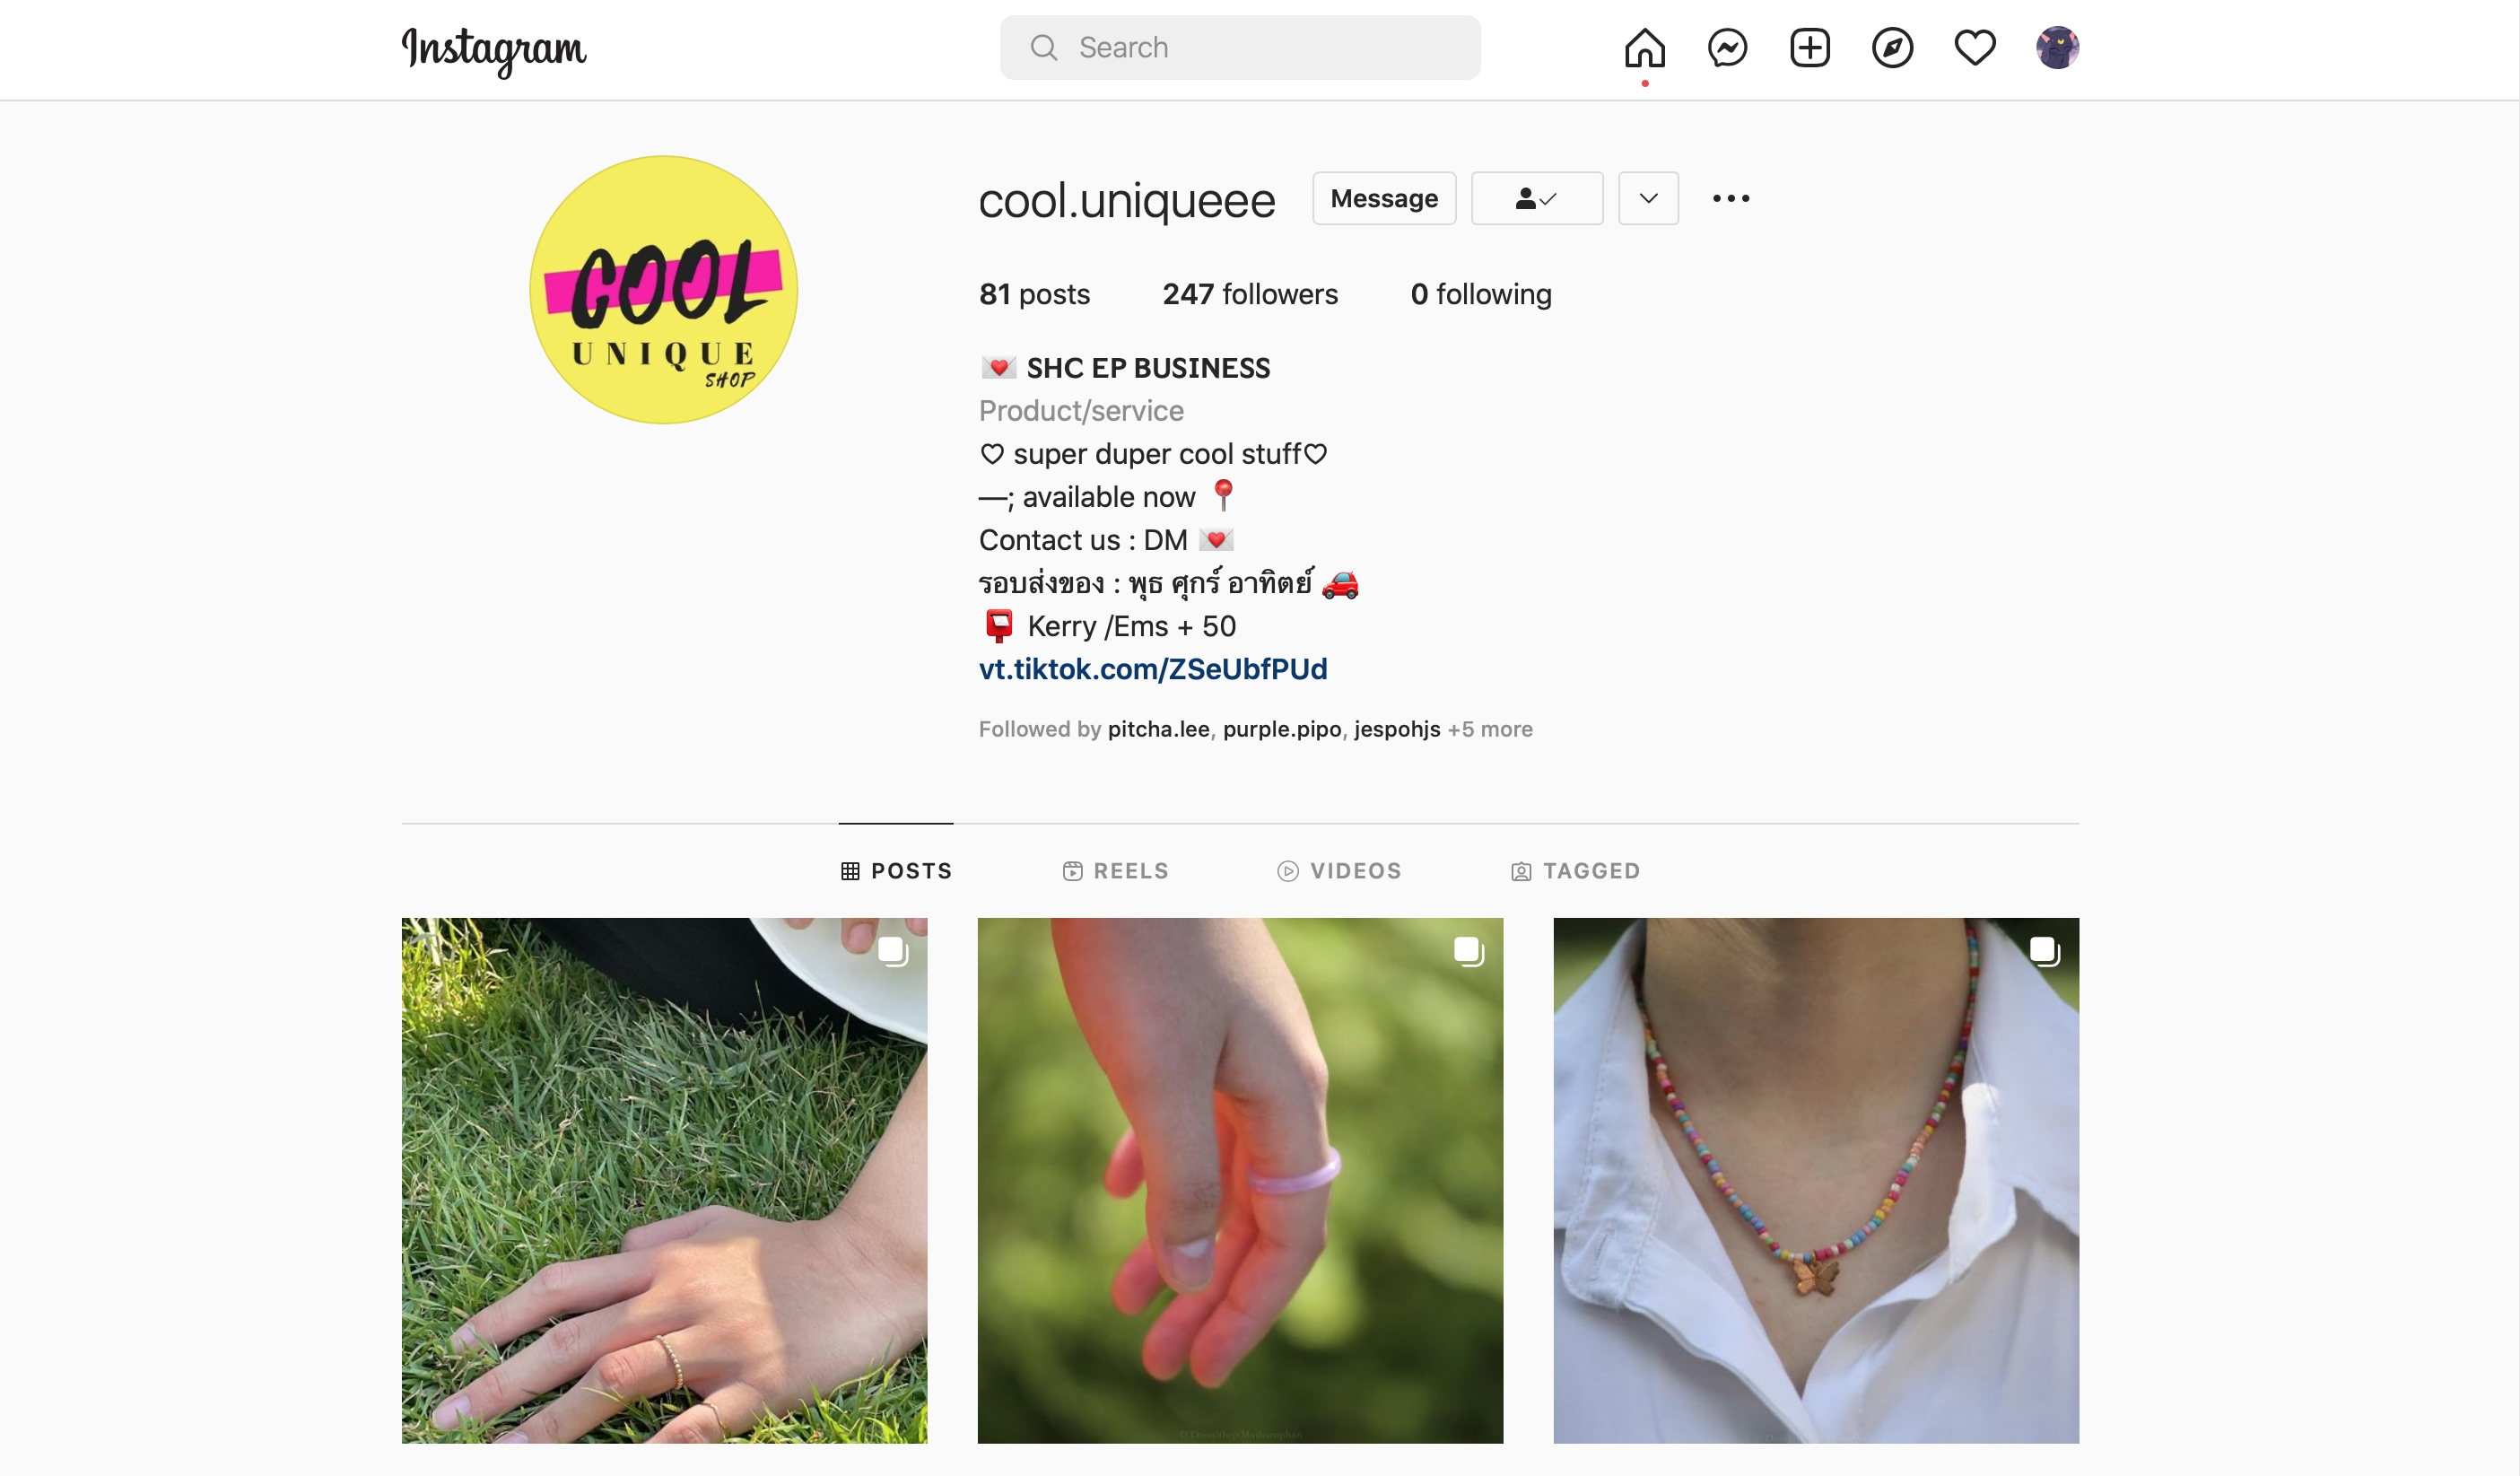 Instagram
Search
COOL
UNIQUE
SHOP
cool.uniqueee
Message
81 posts 247 followers 0 following
💌 SHC EP BUSINESS
Product/service
♡ super duper cool stuff♡
—; available now 📍
Contact us : DM 💌
รอบส่งของ : พุธ ศุกร์ อาทิตย์ 🚗
📮 Kerry /Ems + 50
vt.tiktok.com/ZSeUbfPUd
Followed by pitcha.lee, purple.pipo, jespohjs +5 more
POSTS REELS VIDEOS TAGGED